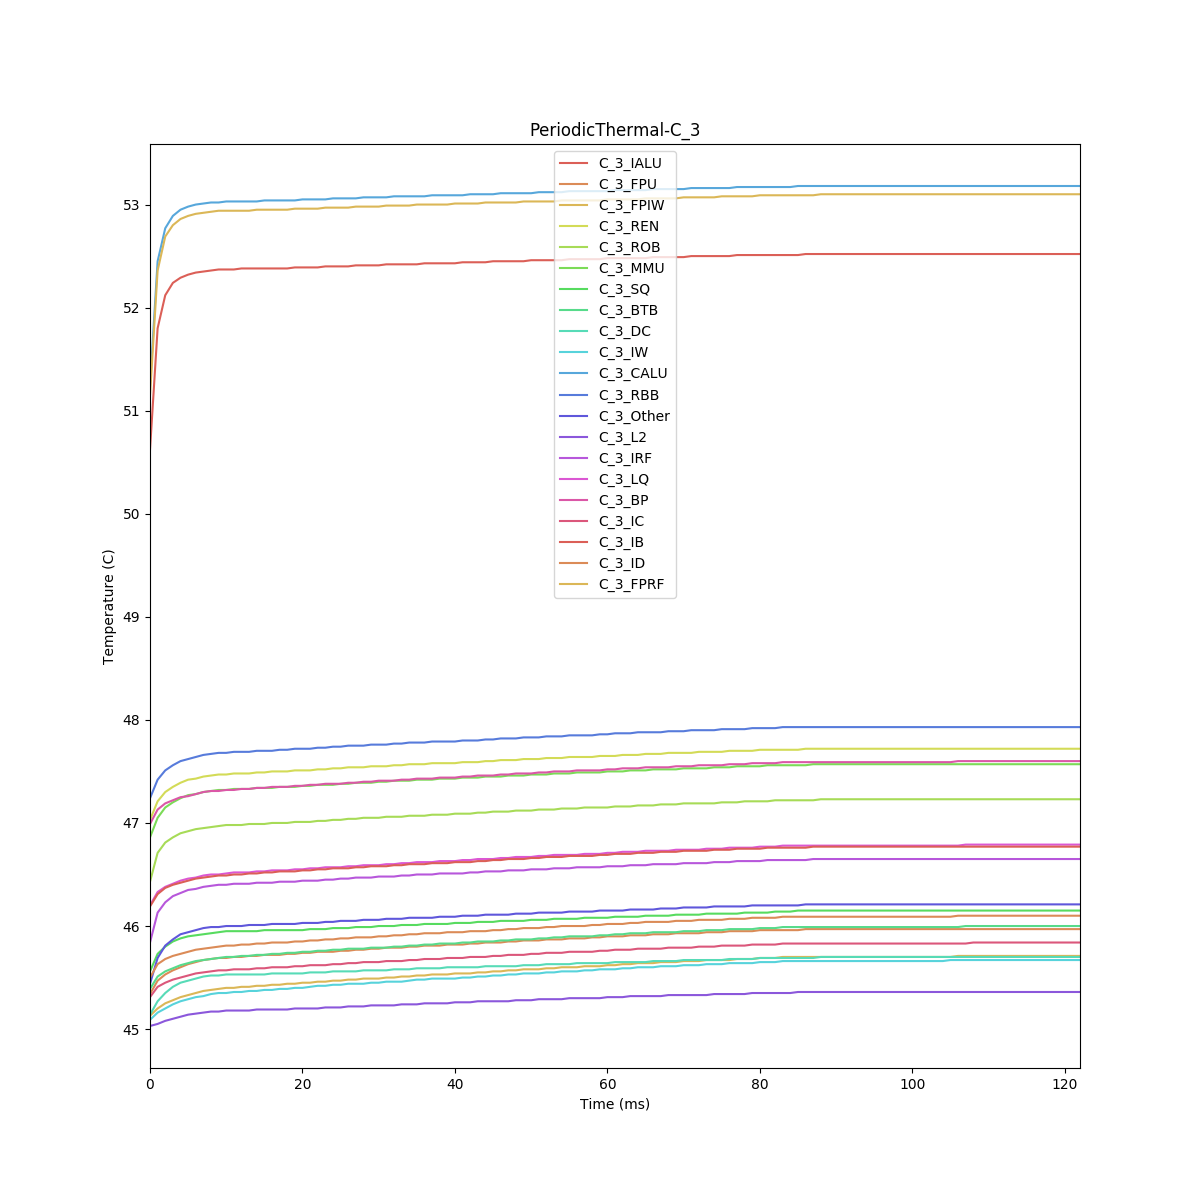 PeriodicThermal-C_3
C_3_IALU
C_3_FPU
C_3_FPIW
C_3_REN
C_3_ROB
C_3_MMU
C_3_SQ
C_3_BTB
C_3_DC
C_3_IW
C_3_CALU
C_3_RBB
C_3_Other
C_3_L2
C_3_IRF
C_3_LQ
C_3_BP
C_3_IC
C_3_IB
C_3_ID
C_3_FPRF
Temperature (C)
53
52
51
50
49
48
47
46
45
0 20 40 60 80 100 120
Time (ms)